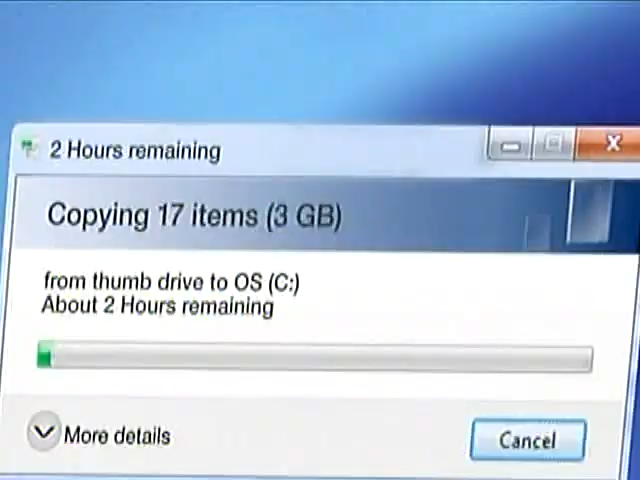 2 Hours remaining
Copying 17 items (3 GB)
from thumb drive to OS (C:)
About 2 Hours remaining
More details
Cancel